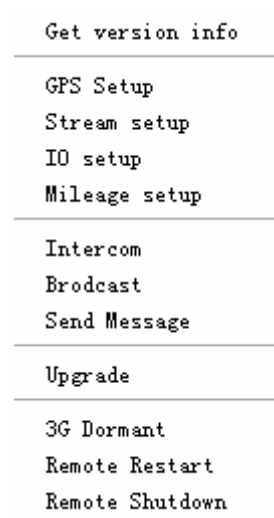 Get version info
GPS Setup
Stream setup
IO setup
Mileage setup
Intercom
Brodcast
Send Message
Upgrade
3G Dormant
Remote Restart
Remote Shutdown